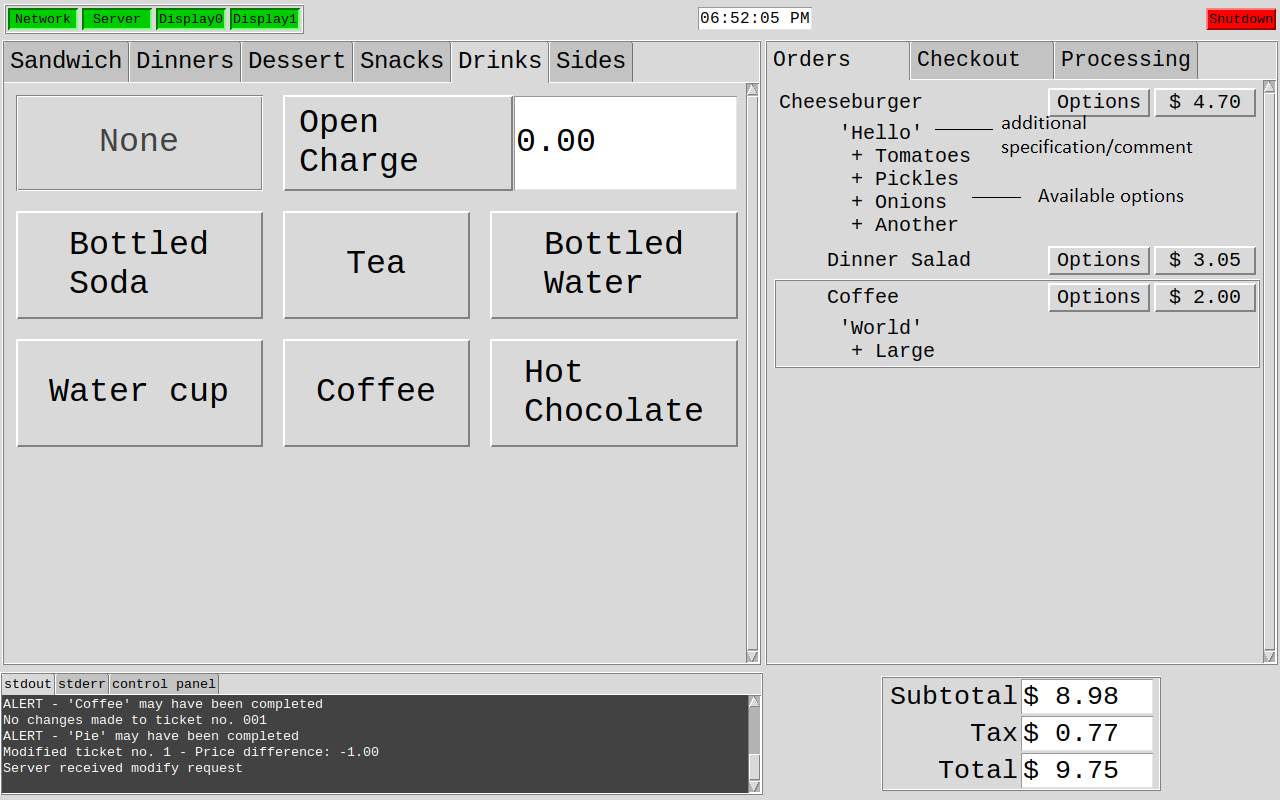 Network Server Display0 Display1 06:52:05 PM Shutdown
Sandwich Dinners Dessert Snacks Drinks Sides
None
Open
Charge
0.00
Bottled
Soda
Tea
Bottled
Water
Water cup
Coffee
Hot
Chocolate
Orders Checkout Processing
Cheeseburger Options $ 4.70
'Hello'
additional
specification/comment
+ Tomatoes
+ Pickles
+ Onions
Available options
+ Another
Dinner Salad Options $ 3.05
Coffee Options $ 2.00
'World'
+ Large
stdout stderr control panel
ALERT - 'Coffee' may have been completed
No changes made to ticket no. 001
ALERT - 'Pie' may have been completed
Modified ticket no. 1 - Price difference: -1.00
Server received modify request
Subtotal $ 8.98
Tax $ 0.77
Total $ 9.75